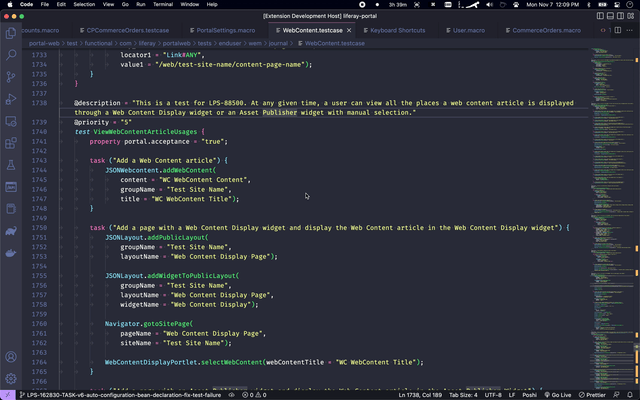 Code File Edit Selection View Go Run Terminal Window Help 3h 39m Mon Nov 7 12:09 PM
[Extension Development Host] liferay-portal
counts.macro CPCommerceOrders.testcase PortalSettings.macro WebContent.testcase × Keyboard Shortcuts User.macro CommerceOrders.macro
portal-web › test › functional › com › liferay › portalweb › tests › enduser › wem › journal › WebContent.testcase
1733 locator1 = "Link#ANY",
1734 value1 = "/web/test-site-name/content-page-name");
1735 }
1736 }
1737
1738 @description = "This is a test for LPS-88500. At any given time, a user can view all the places a web content article is displayed
through a Web Content Display widget or an Asset Publisher widget with manual selection."
1739 @priority = "5"
1740 test ViewWebContentArticleUsages {
1741 property portal.acceptance = "true";
1742
1743 task ("Add a Web Content article") {
1744 JSONWebcontent.addWebContent(
1745 content = "WC WebContent Content",
1746 groupName = "Test Site Name",
1747 title = "WC WebContent Title");
1748 }
1749
1750 task ("Add a page with a Web Content Display widget and display the Web Content article in the Web Content Display widget") {
1751 JSONLayout.addPublicLayout(
1752 groupName = "Test Site Name",
1753 layoutName = "Web Content Display Page");
1754
1755 JSONLayout.addWidgetToPublicLayout(
1756 groupName = "Test Site Name",
1757 layoutName = "Web Content Display Page",
1758 widgetName = "Web Content Display");
1759
1760 Navigator.gotoSitePage(
1761 pageName = "Web Content Display Page",
1762 siteName = "Test Site Name");
1763
1764 WebContentDisplayPortlet.selectWebContent(webContentTitle = "WC WebContent Title");
1765 }
1766
LPS-162830-TASK-v6-auto-configuration-bean-declaration-fix-test-failure 0 0 Ln 1738, Col 189 Tab Size: 4 UTF-8 LF Poshi Go Live Prettier